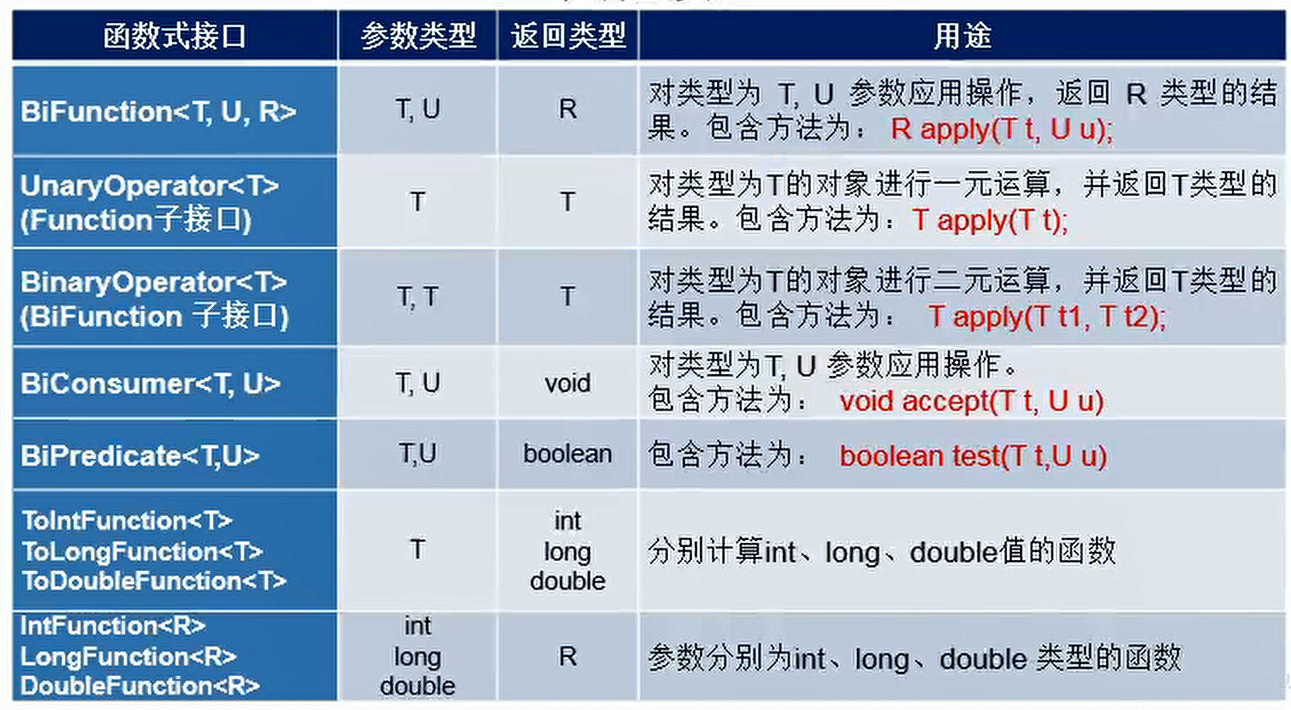 函数式接口 参数类型 返回类型 用途
BiFunction<T, U, R> T, U R 对类型为 T, U 参数应用操作，返回 R 类型的结
果。包含方法为： R apply(T t, U u);
UnaryOperator<T>
(Function子接口) T T 对类型为T的对象进行一元运算，并返回T类型的
结果。包含方法为：T apply(T t);
BinaryOperator<T>
(BiFunction 子接口) T, T T 对类型为T的对象进行二元运算，并返回T类型的
结果。包含方法为： T apply(T t1, T t2);
BiConsumer<T, U> T, U void 对类型为T, U 参数应用操作。
包含方法为： void accept(T t, U u)
BiPredicate<T,U> T,U boolean 包含方法为： boolean test(T t,U u)
ToIntFunction<T>
ToLongFunction<T>
ToDoubleFunction<T>
T
int
long
double
分别计算int、long、double值的函数
IntFunction<R>
LongFunction<R>
DoubleFunction<R>
int
long
double
R
参数分别为int、long、double 类型的函数